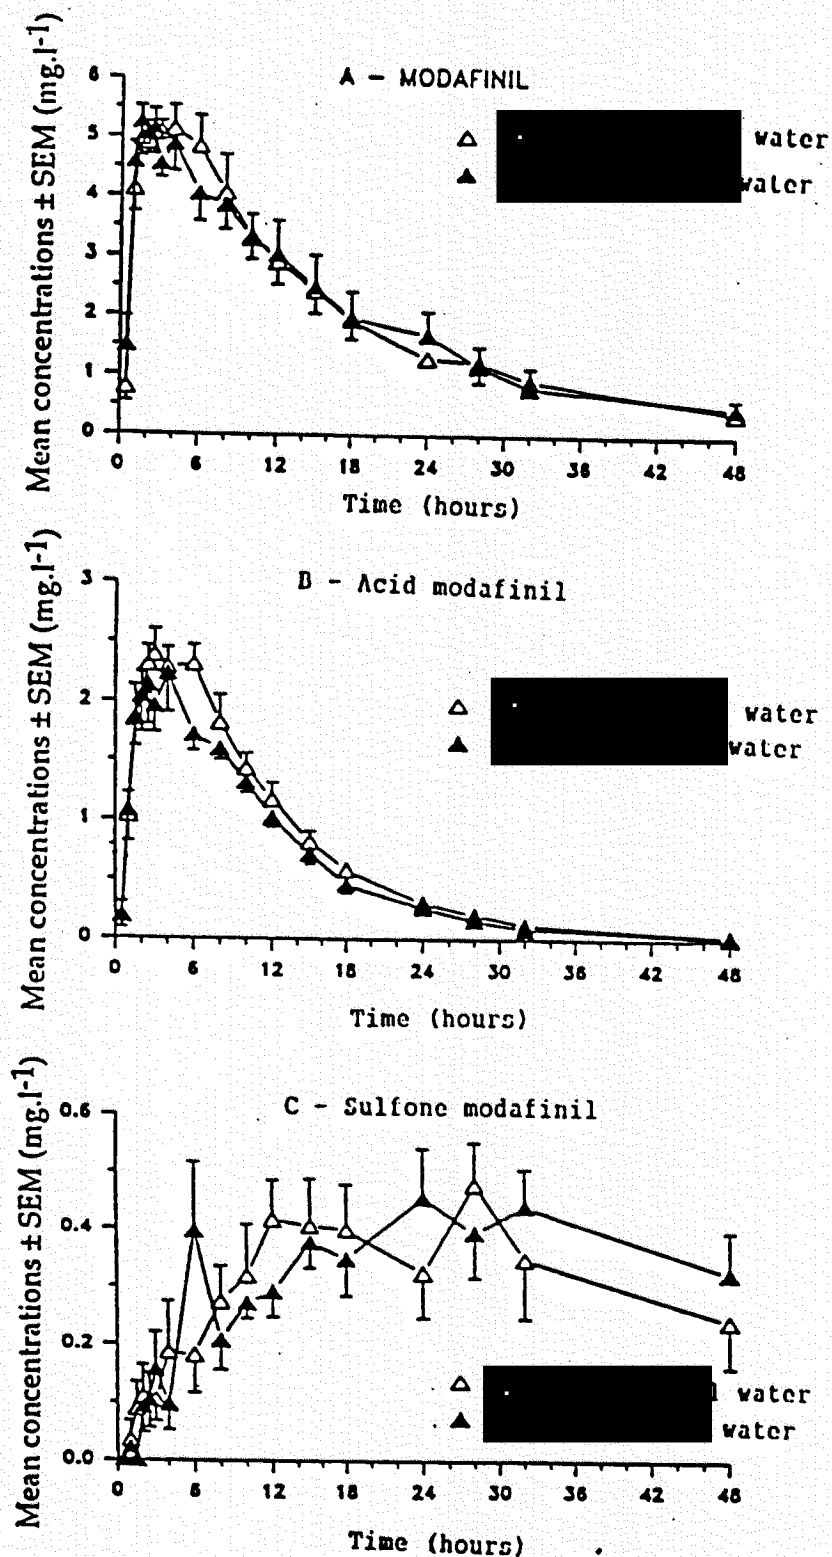 Mean concentrations ± SEM (mg.l-1)
A - MODAFINIL
water
water
6
5
4
3
2
1
0
0 6 12 18 24 30 36 42 48
Time (hours)
Mean concentrations ± SEM (mg.l-1)
B - Acid modafinil
water
water
3
2
1
0
0 6 12 18 24 30 36 42 48
Time (hours)
Mean concentrations ± SEM (mg.l-1)
C - Sulfone modafinil
0.6
0.4
0.2
0.0
water
water
0 6 12 18 24 30 36 42 48
Time (hours)